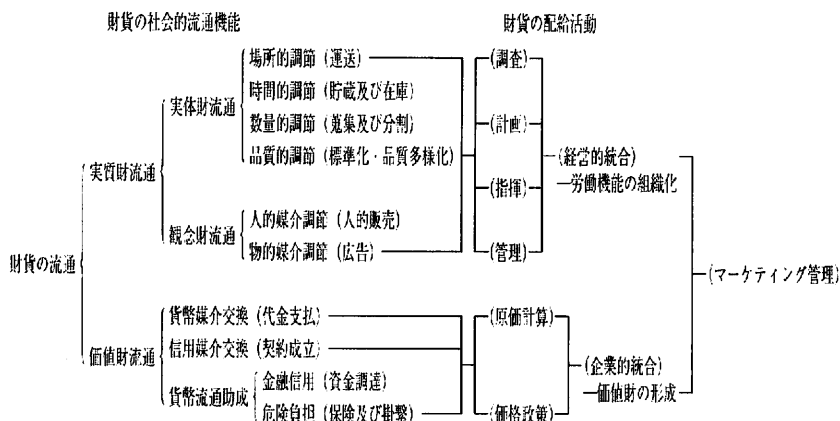 財貨の社会的流通機能
財貨の配給活動
場所的調節（運送）
(調査)
時間的調節（貯蔵及び在庫）
実体財流通
数量的調節（蒐集及び分割）
(計画)
品質的調節（標準化・品質多様化）
(経営的統合)
実質財流通
—労働機能の組織化
(指揮)
人的媒介調節（人的販売）
観念財流通
物的媒介調節（広告）
(管理)
財貨の流通
(マーケティング管理)
貨幣媒介交換（代金支払）
(原価計算)
価値財流通
信用媒介交換（契約成立）
(企業的統合)
金融信用（資金調達）
—価値財の形成
貨幣流通助成
危険負担（保険及び掛繋）
(価格政策)